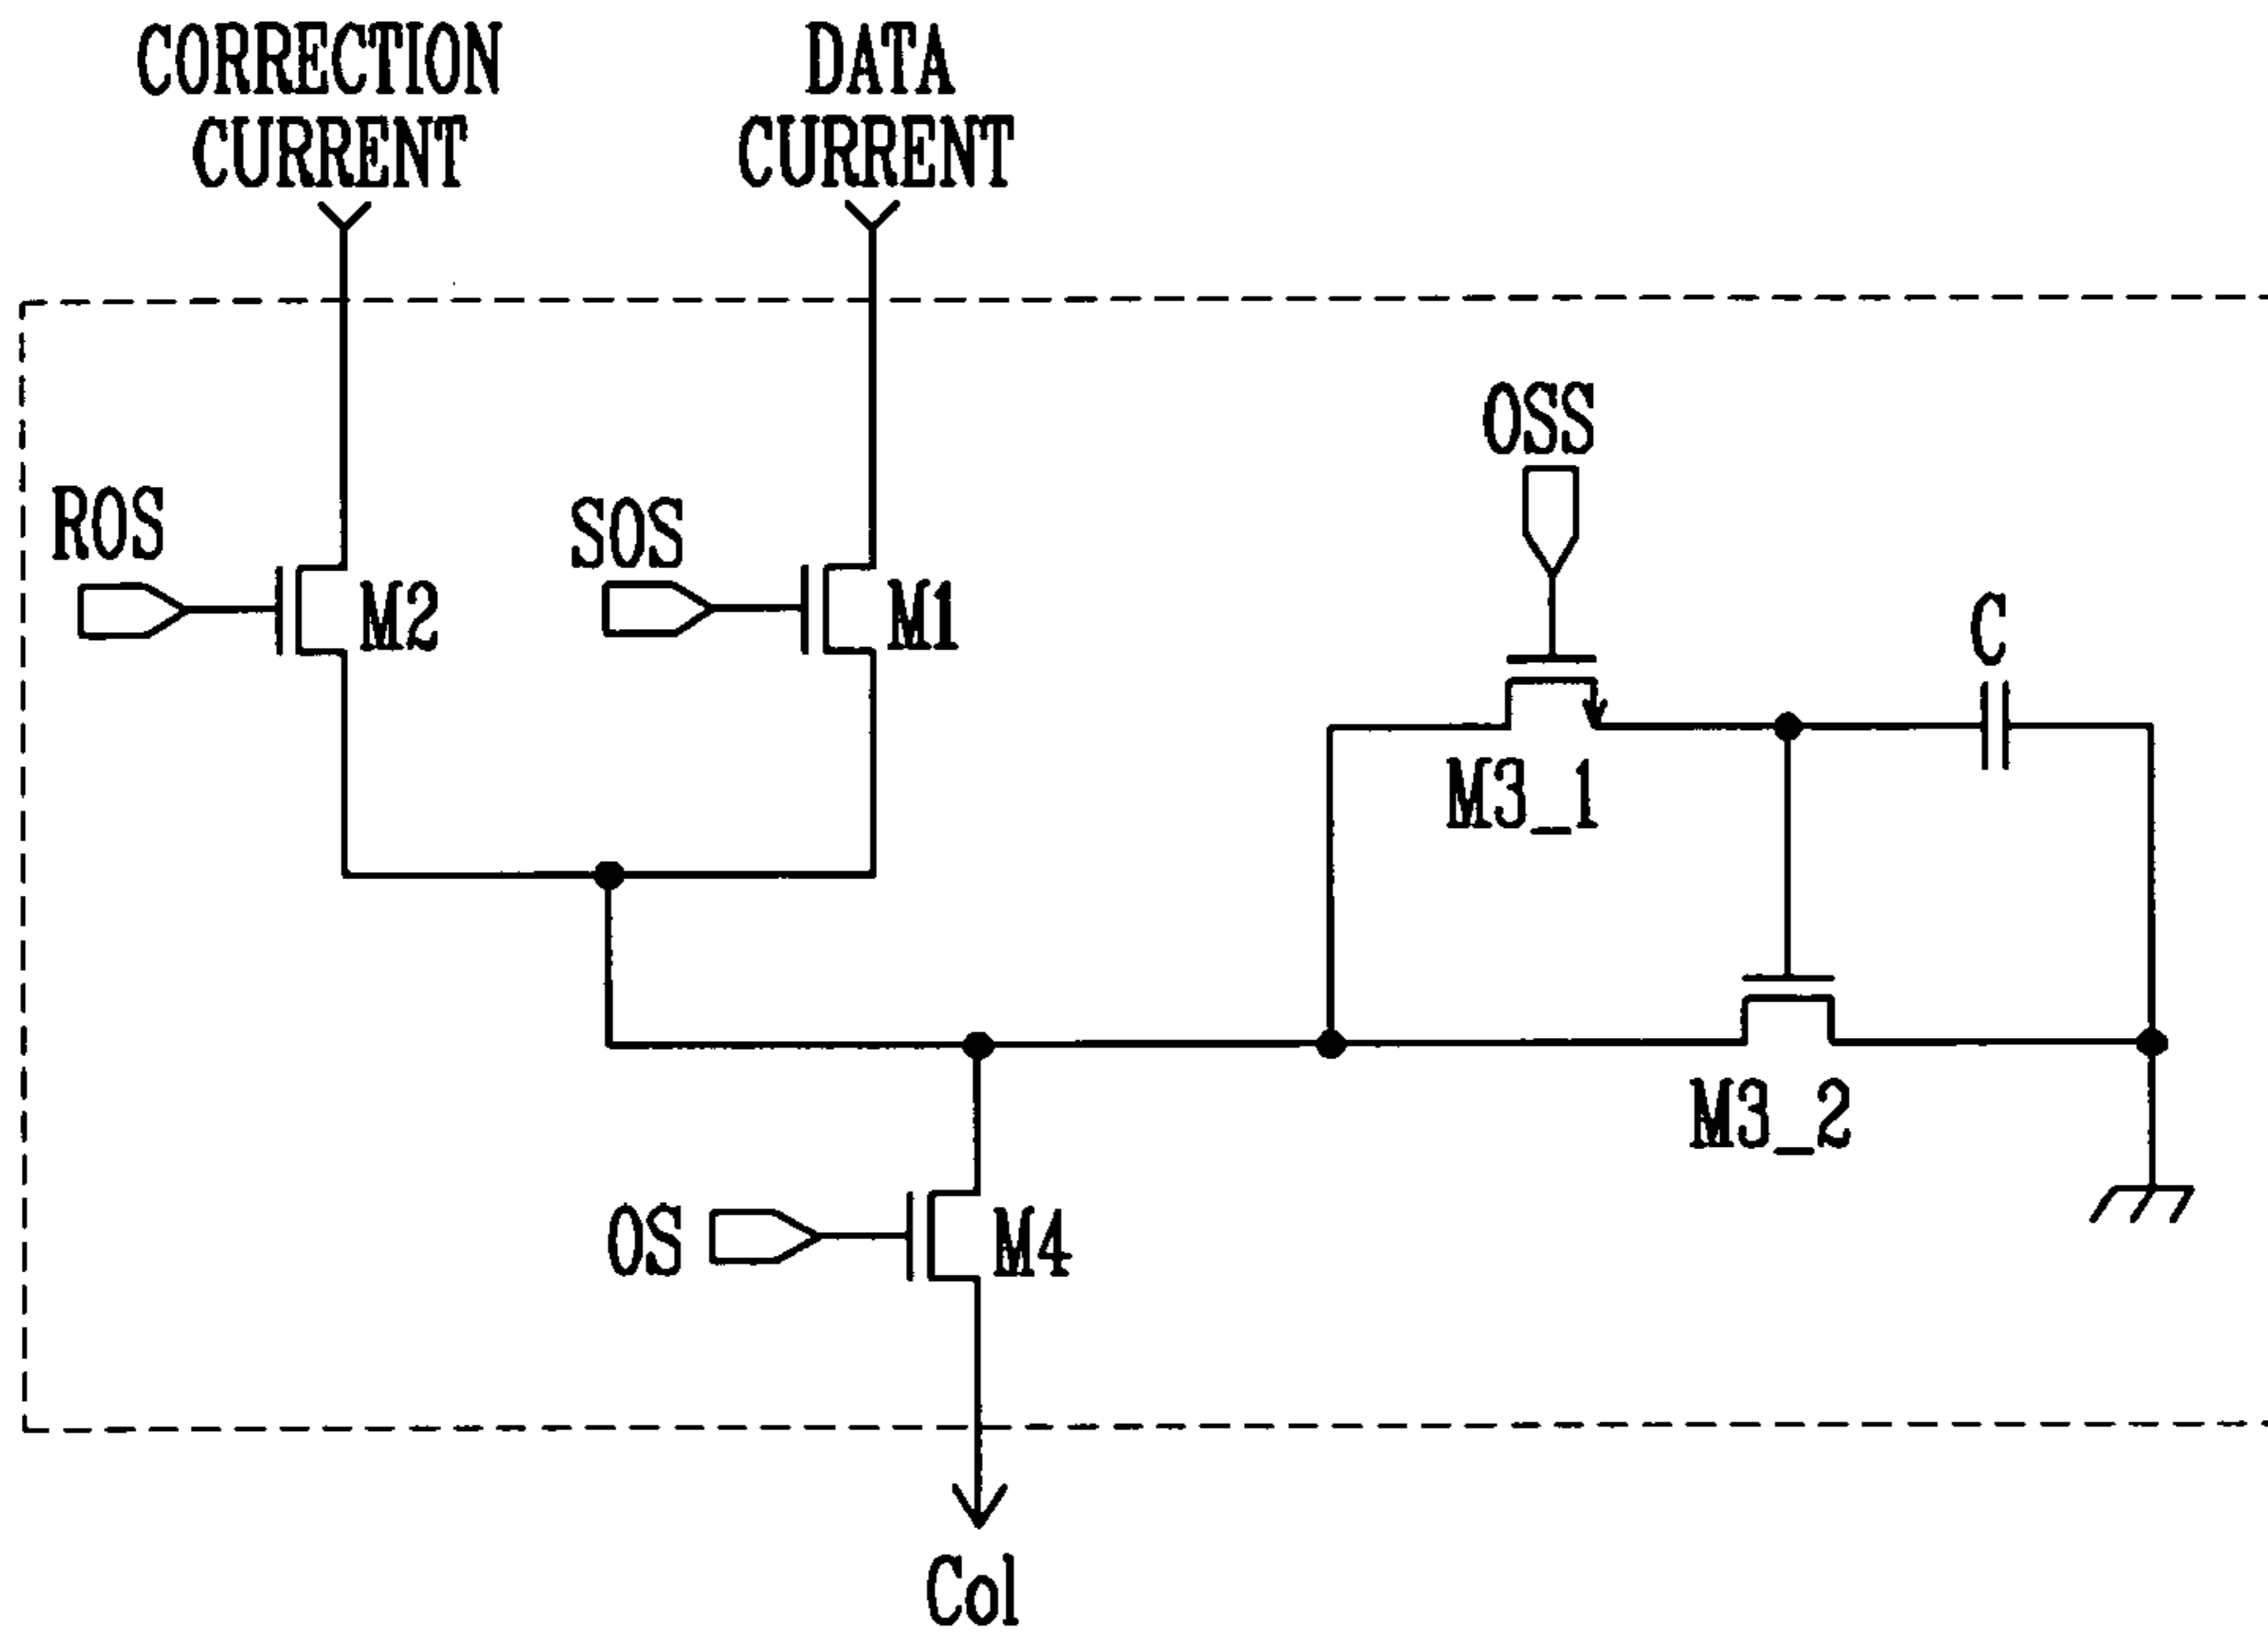 CORRECTION
CURRENT
DATA
CURRENT
OSS
ROS
SOS
M2
M1
C
M3_1
M3_2
OS
M4
Col